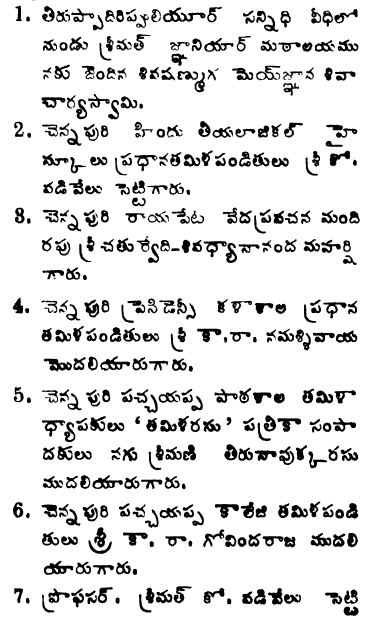 1. తిరుప్పాదిరిప్పులియూర్ సన్నిధి వీధిలో
నుండు శ్రీమత్ జ్ఞానియార్ మఠాలయము
నకు జెందిన శివషణ్ముగ మెయ్‌జ్ఞాన శివా
చార్యస్వామి.
2. చెన్నపురి హిందు తియలాజికల్ హై
స్కూలు ప్రధానతమిళపండితులు శ్రీ కో.
వడివేలు సెట్టిగారు.
3. చెన్నపురి రాయపేట వేదప్రవచన మంది
రపు శ్రీ చతుర్వేది-శివధ్యానానంద మహర్షి
గారు.
4. చెన్నపురి ప్రెసిడెన్సీ కళాశాల ప్రధాన
తమిళపండితులు శ్రీ కా.రా. నమశ్శివాయ
మొదలియారుగారు.
5. చెన్నపురి పచ్చయప్ప పాఠశాల తమిళా
ధ్యాపకులు 'తమిళరసు' పత్రికా సంపా
దకులు నగు శ్రీమణి తిరునావుక్కరసు
ముదలియారుగారు.
6. చెన్నపురి పచ్చయప్ప కాలేజి తమిళపండి
తులు శ్రీ కా. రా. గోవిందరాజ ముదలి
యారుగారు.
7. ప్రొఫసర్. శ్రీమత్ కో. వడివేలు సెట్టి